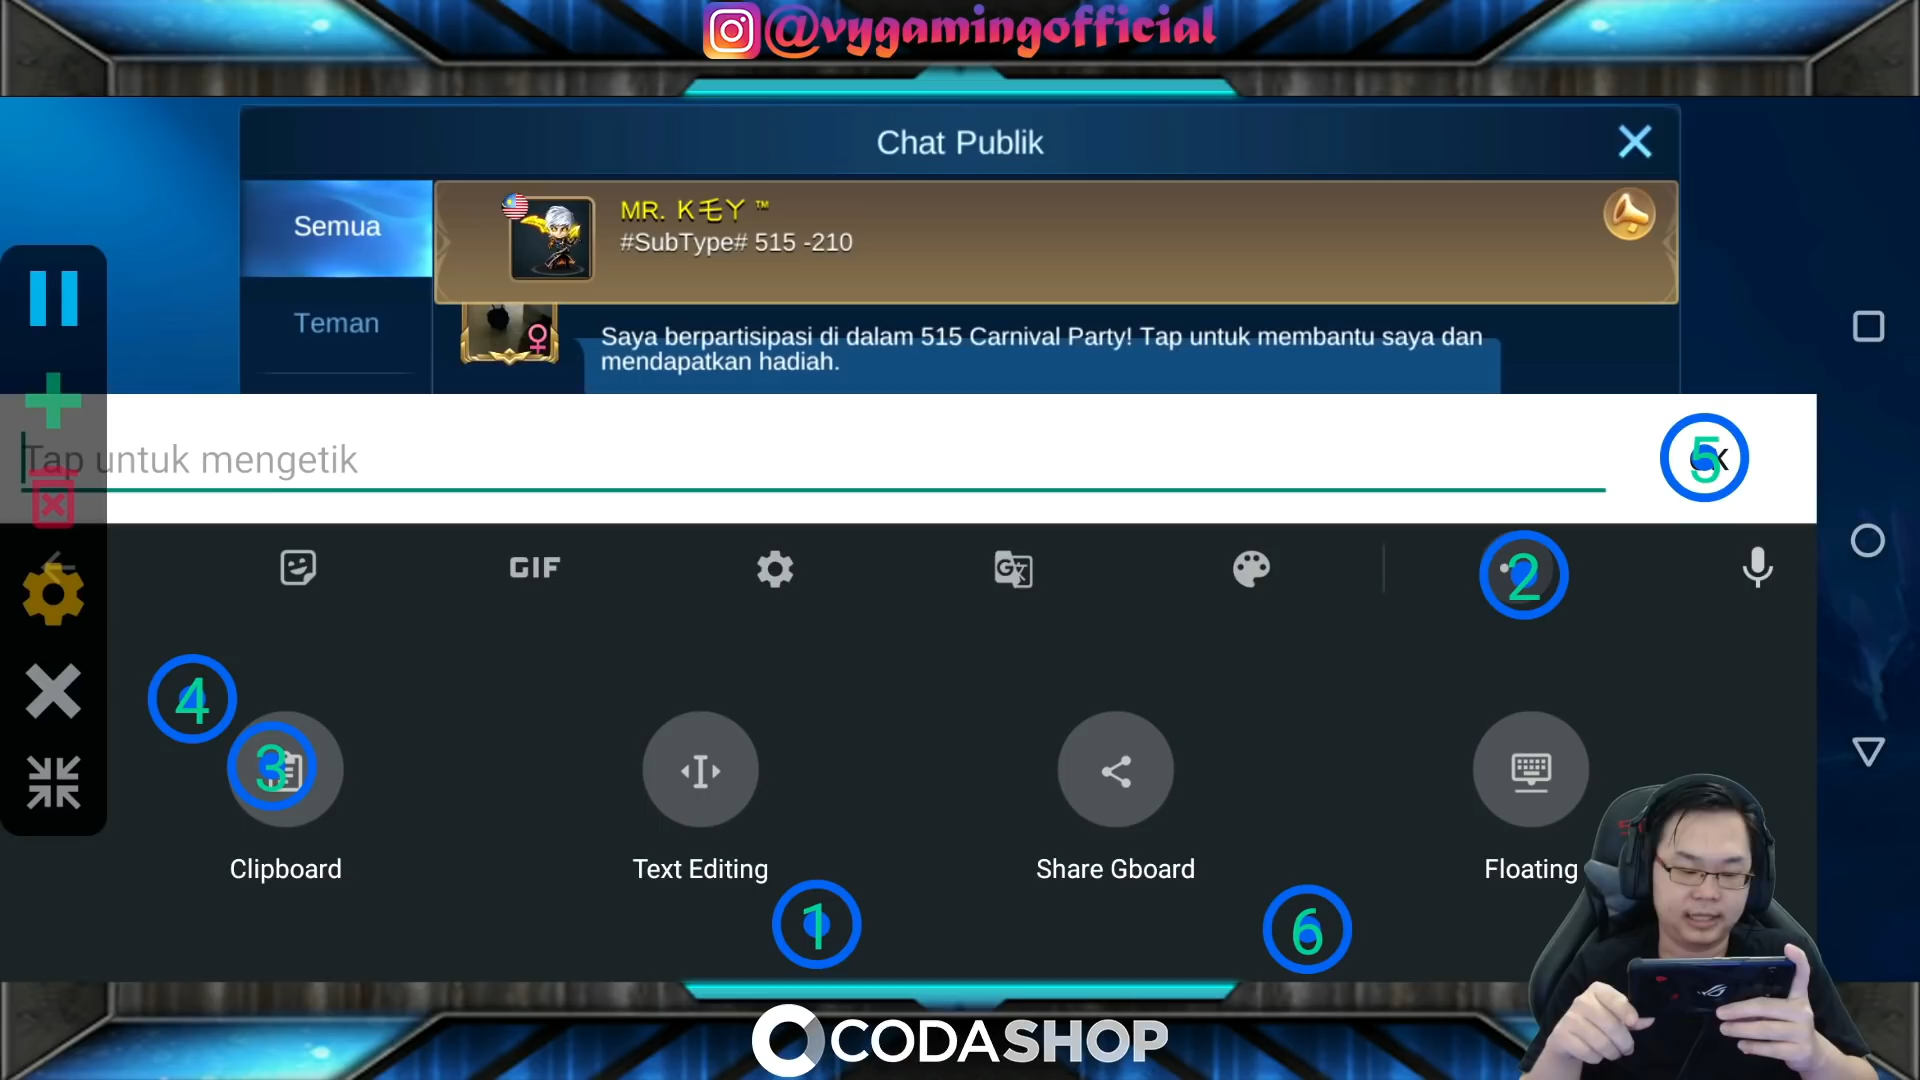 @vygamingofficial
Chat Publik
Semua
MR. K毛丫 ™
#SubType# 515 -210
Teman
Saya berpartisipasi di dalam 515 Carnival Party! Tap untuk membantu saya dan
mendapatkan hadiah.
Tap untuk mengetik
5
GIF
G
2
4
3
Clipboard
Text Editing
Share Gboard
Floating
1
6
CODASHOP